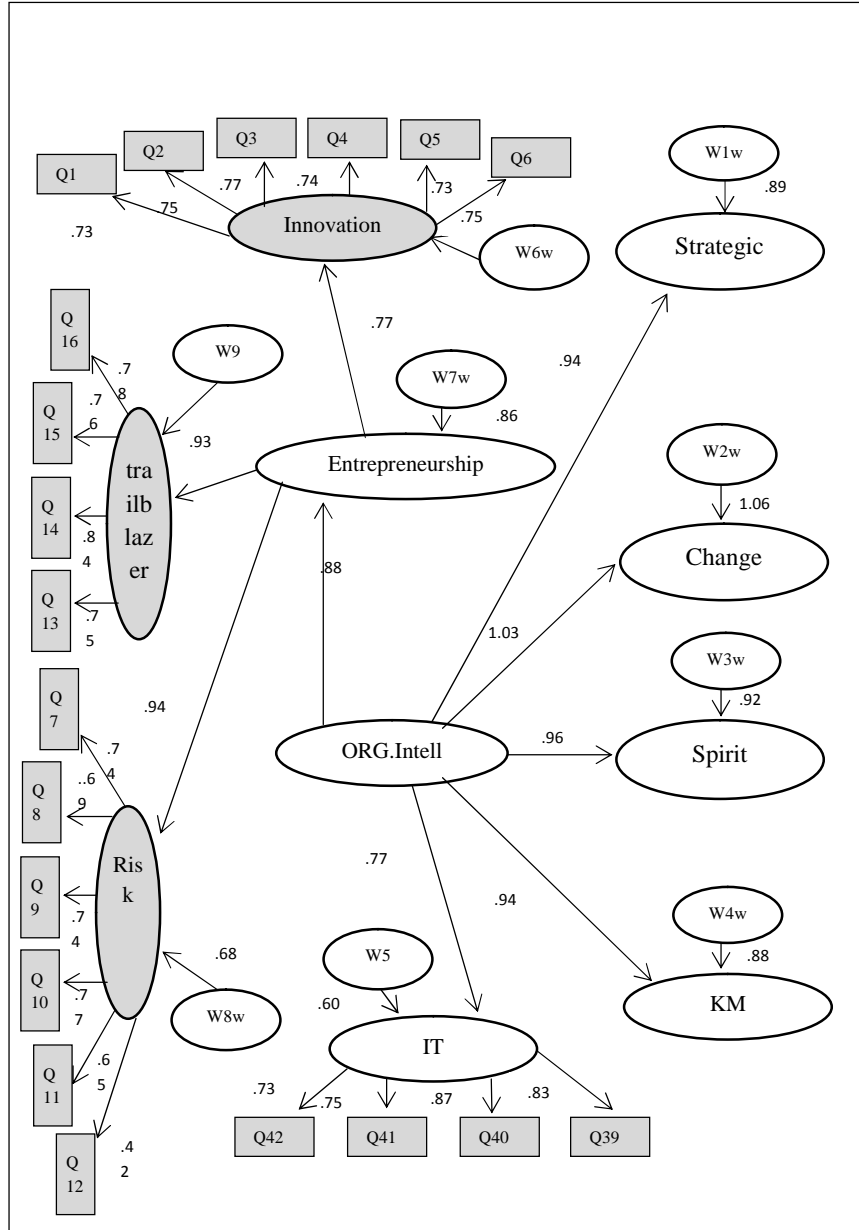 Q3
Q4
Q5
Q2
Q6
Q1
W1w
.89
.77
.74
.73
.75
.75
.73
Innovation
Strategic
W6w
Q
16
.77
W9
.7
8
.94
W7w
Q
15
.7
6
.86
.93
W2w
Entrepreneurship
tra
ilb
laz
er
1.06
Q
14
.8
4
Change
.88
Q
13
.7
5
1.03
W3w
.94
.92
Q
7
.7
4
.96
ORG.Intell
Spirit
Q
8
..6
9
.77
Ris
k
Q
9
.7
4
.94
W4w
.68
W5
.88
Q
10
.7
7
.60
KM
W8w
IT
Q
11
.6
5
.73
.75
.87
.83
Q42
Q41
Q40
Q39
Q
12
.4
2